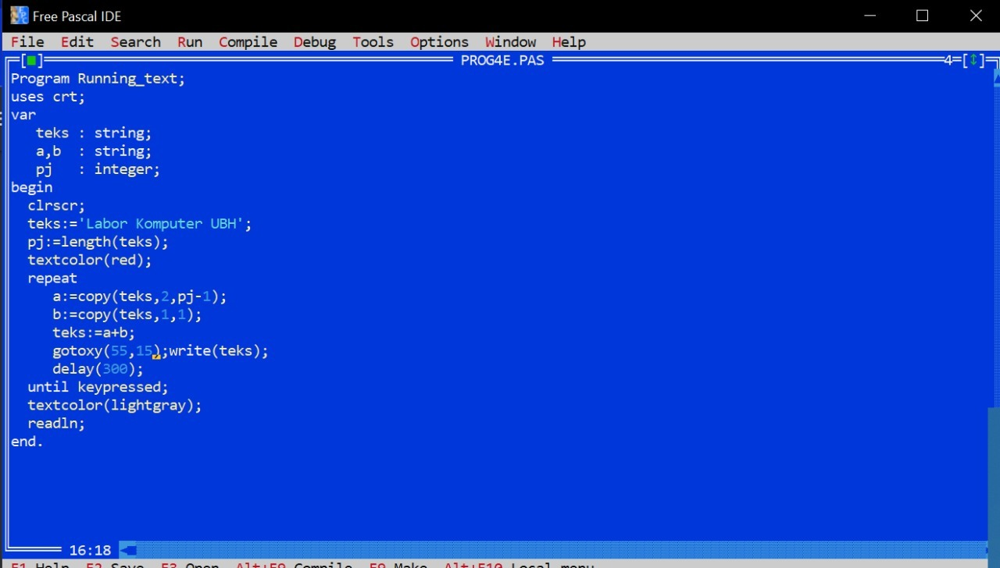 Free Pascal IDE
File Edit Search Run Compile Debug Tools Options Window Help
PROG4E.PAS 4
Program Running_text;
uses crt;
var
teks : string;
a,b : string;
pj : integer;
begin
clrscr;
teks:='Labor Komputer UBH';
pj:=length(teks);
textcolor(red);
repeat
a:=copy(teks,2,pj-1);
b:=copy(teks,1,1);
teks:=a+b;
gotoxy(55,15);write(teks);
delay(300);
until keypressed;
textcolor(lightgray);
readln;
end.
16:18
F1 Help F2 Save F3 Open Alt+F9 Compile F9 Make Alt+F10 Local menu